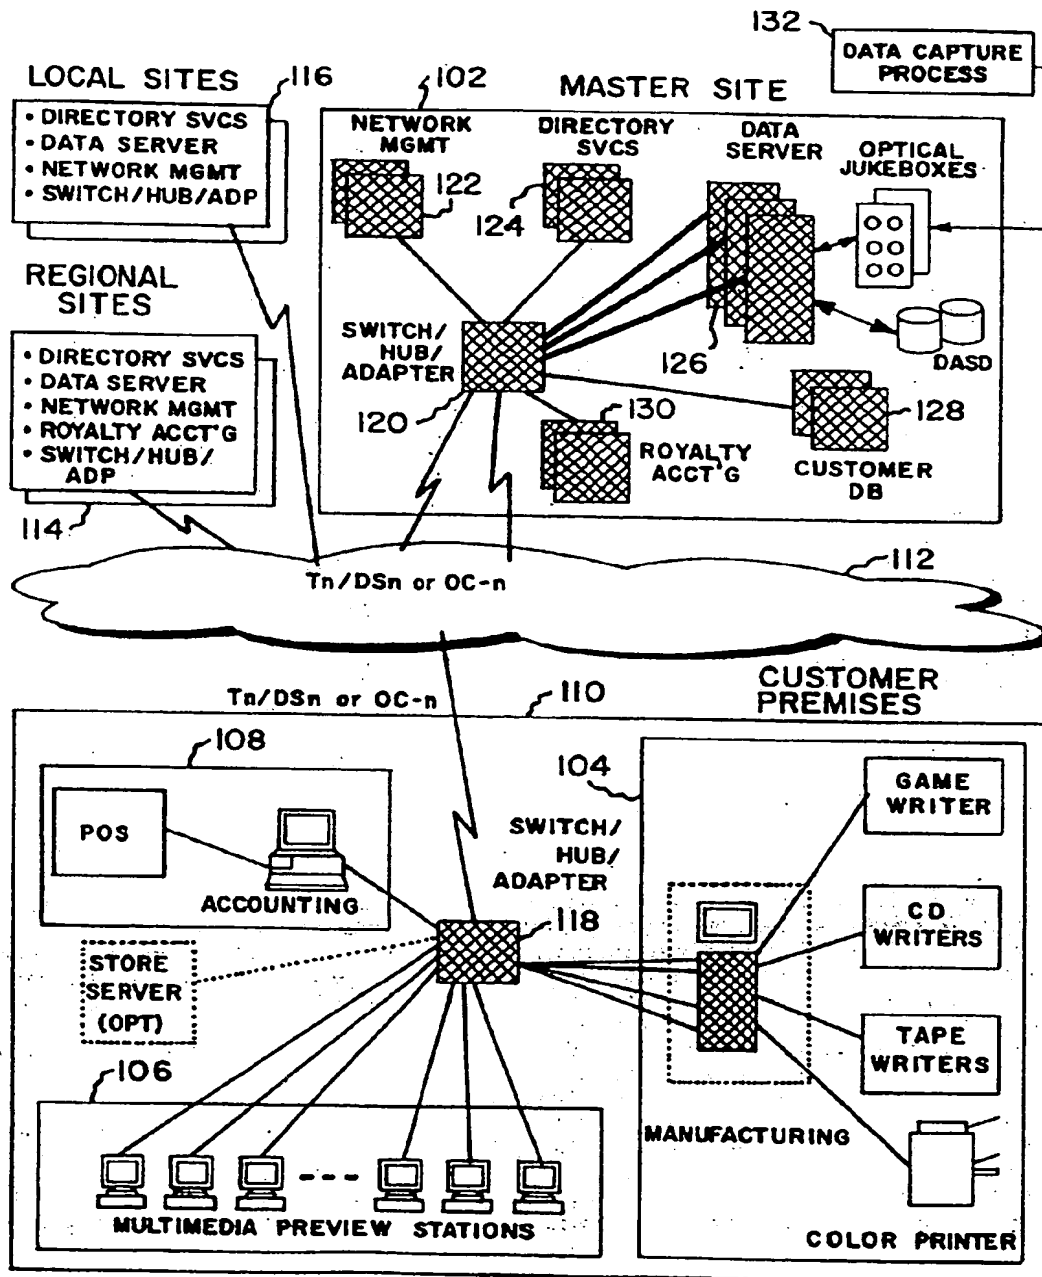 132
DATA CAPTURE
PROCESS
LOCAL SITES
116
• DIRECTORY SVCS
• DATA SERVER
• NETWORK MGMT
• SWITCH/HUB/ADP
102
MASTER SITE
NETWORK
MGMT
122
DIRECTORY
SVCS
124
DATA
SERVER
126
OPTICAL
JUKEBOXES
DASD
REGIONAL
SITES
• DIRECTORY SVCS
• DATA SERVER
• NETWORK MGMT
• ROYALTY ACCT'G
• SWITCH/HUB/
ADP
114
SWITCH/
HUB/
ADAPTER
120
130
ROYALTY
ACCT'G
128
CUSTOMER
DB
112
Tn/DSn or OC-n
Tn/DSn or OC-n
110
CUSTOMER
PREMISES
108
POS
ACCOUNTING
SWITCH/
HUB/
ADAPTER
118
104
GAME
WRITER
CD
WRITERS
TAPE
WRITERS
STORE
SERVER
(OPT)
106
MULTIMEDIA PREVIEW STATIONS
MANUFACTURING
COLOR PRINTER